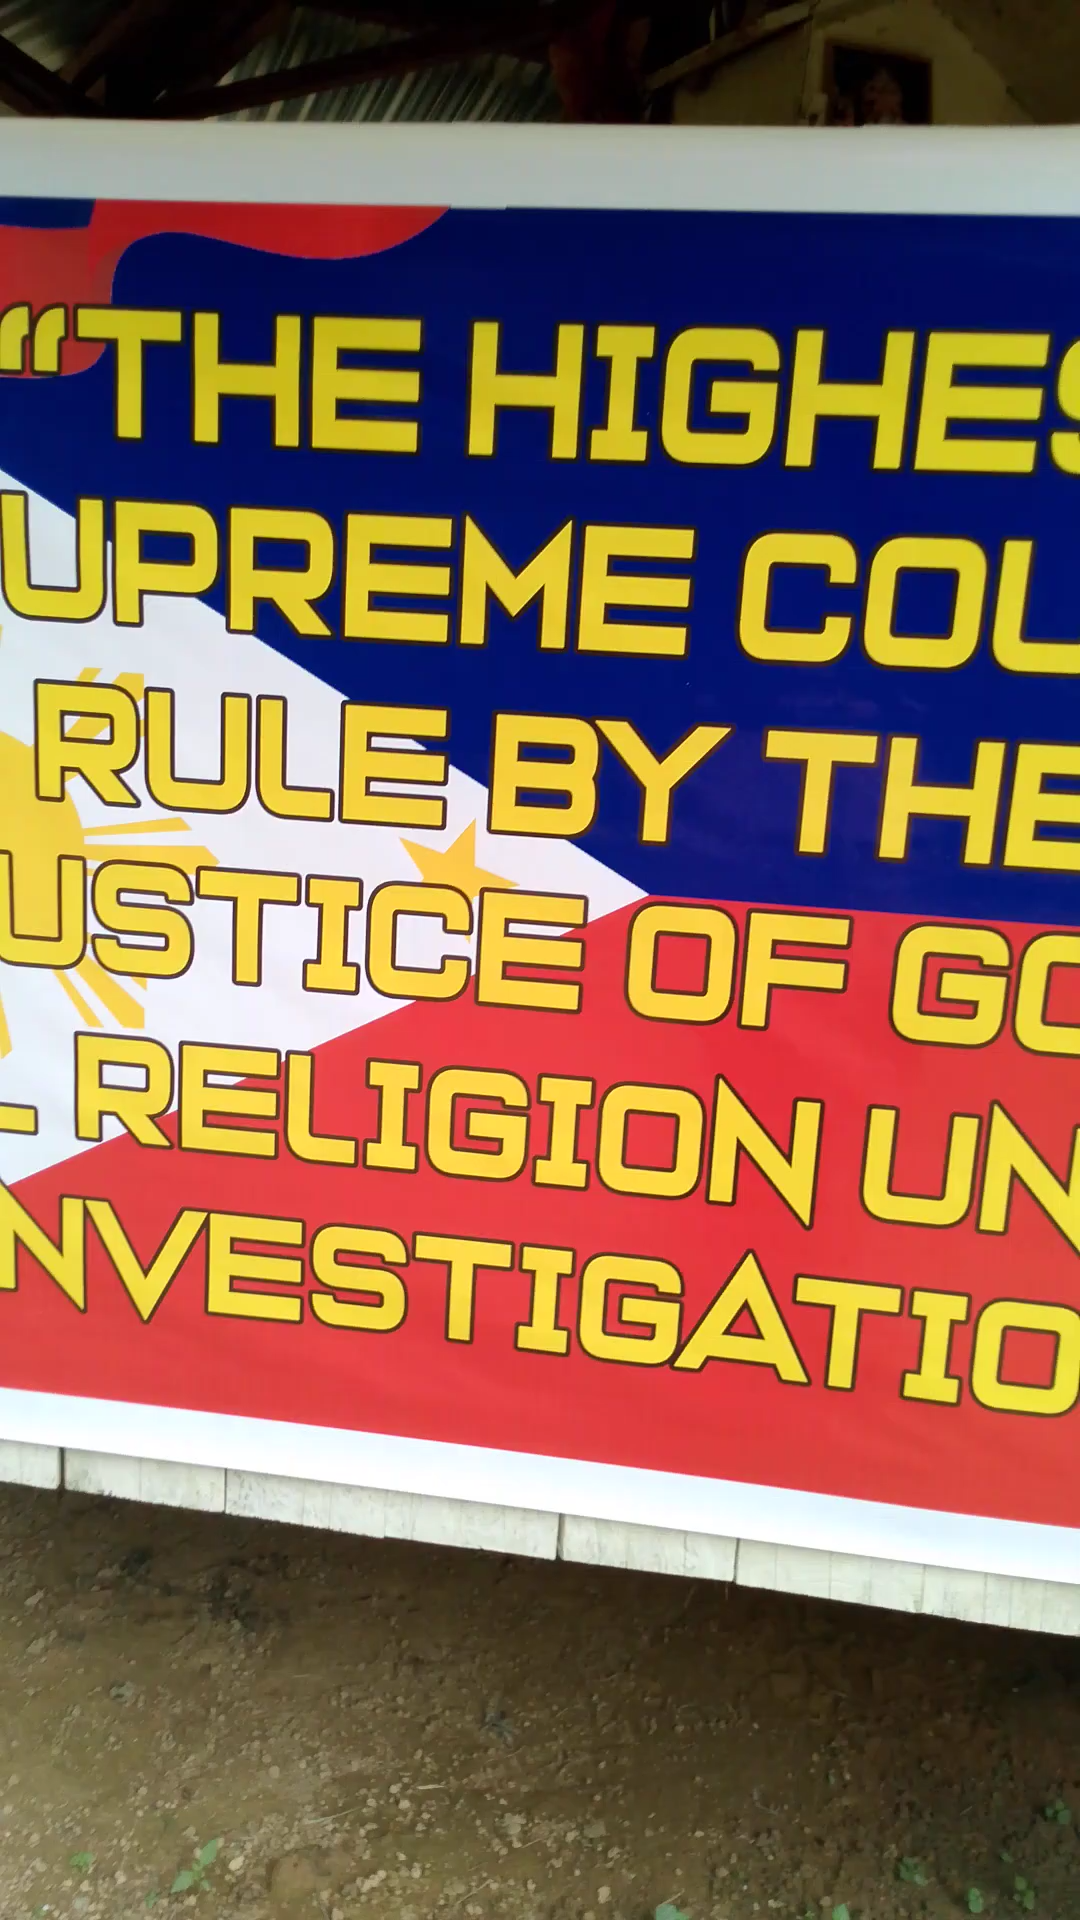 “THE HIGHES
UPREME COU
RULE BY THE
USTICE OF GO
L RELIGION UN
NVESTIGATIO